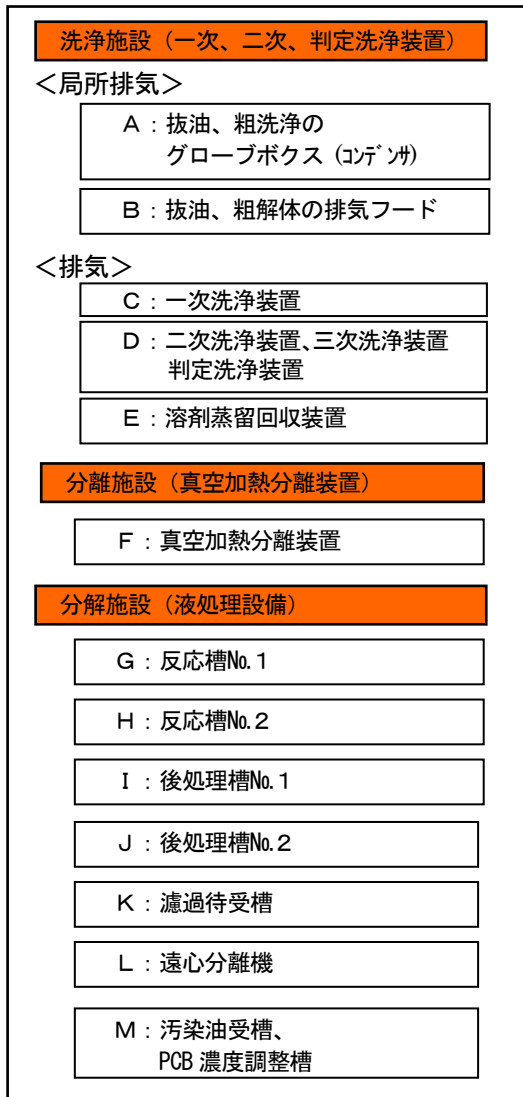 洗浄施設（一次、二次、判定洗浄装置）
＜局所排気＞
Ａ：抜油、粗洗浄の
グローブボクス（ｺﾝﾃﾞﾝｻ）
Ｂ：抜油、粗解体の排気フード
＜排気＞
Ｃ：一次洗浄装置
Ｄ：二次洗浄装置、三次洗浄装置
判定洗浄装置
Ｅ：溶剤蒸留回収装置
分離施設（真空加熱分離装置）
Ｆ：真空加熱分離装置
分解施設（液処理設備）
Ｇ：反応槽№1
Ｈ：反応槽№2
Ｉ：後処理槽№1
Ｊ：後処理槽№2
Ｋ：濾過待受槽
Ｌ：遠心分離機
Ｍ：汚染油受槽、
PCB 濃度調整槽